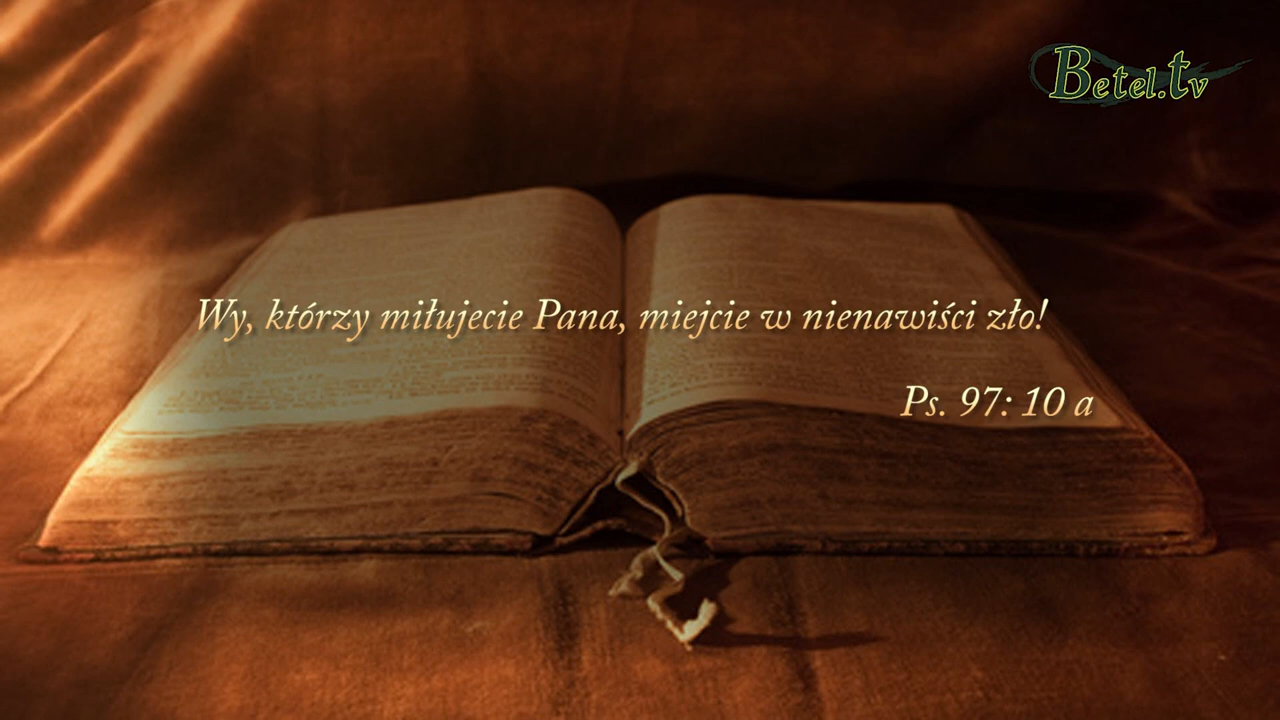 Betel.tv
Wy, którzy miłujecie Pana, miejcie w nienawiści zło!
Ps. 97: 10 a